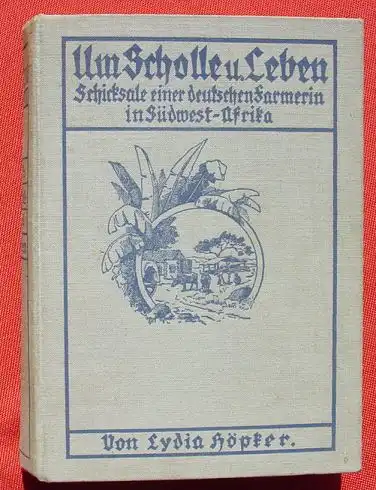 Um Scholle u. Leben
Schicksale einer deutschen Farmerin
in Südwest-Afrika
Von Lydia Höpker.